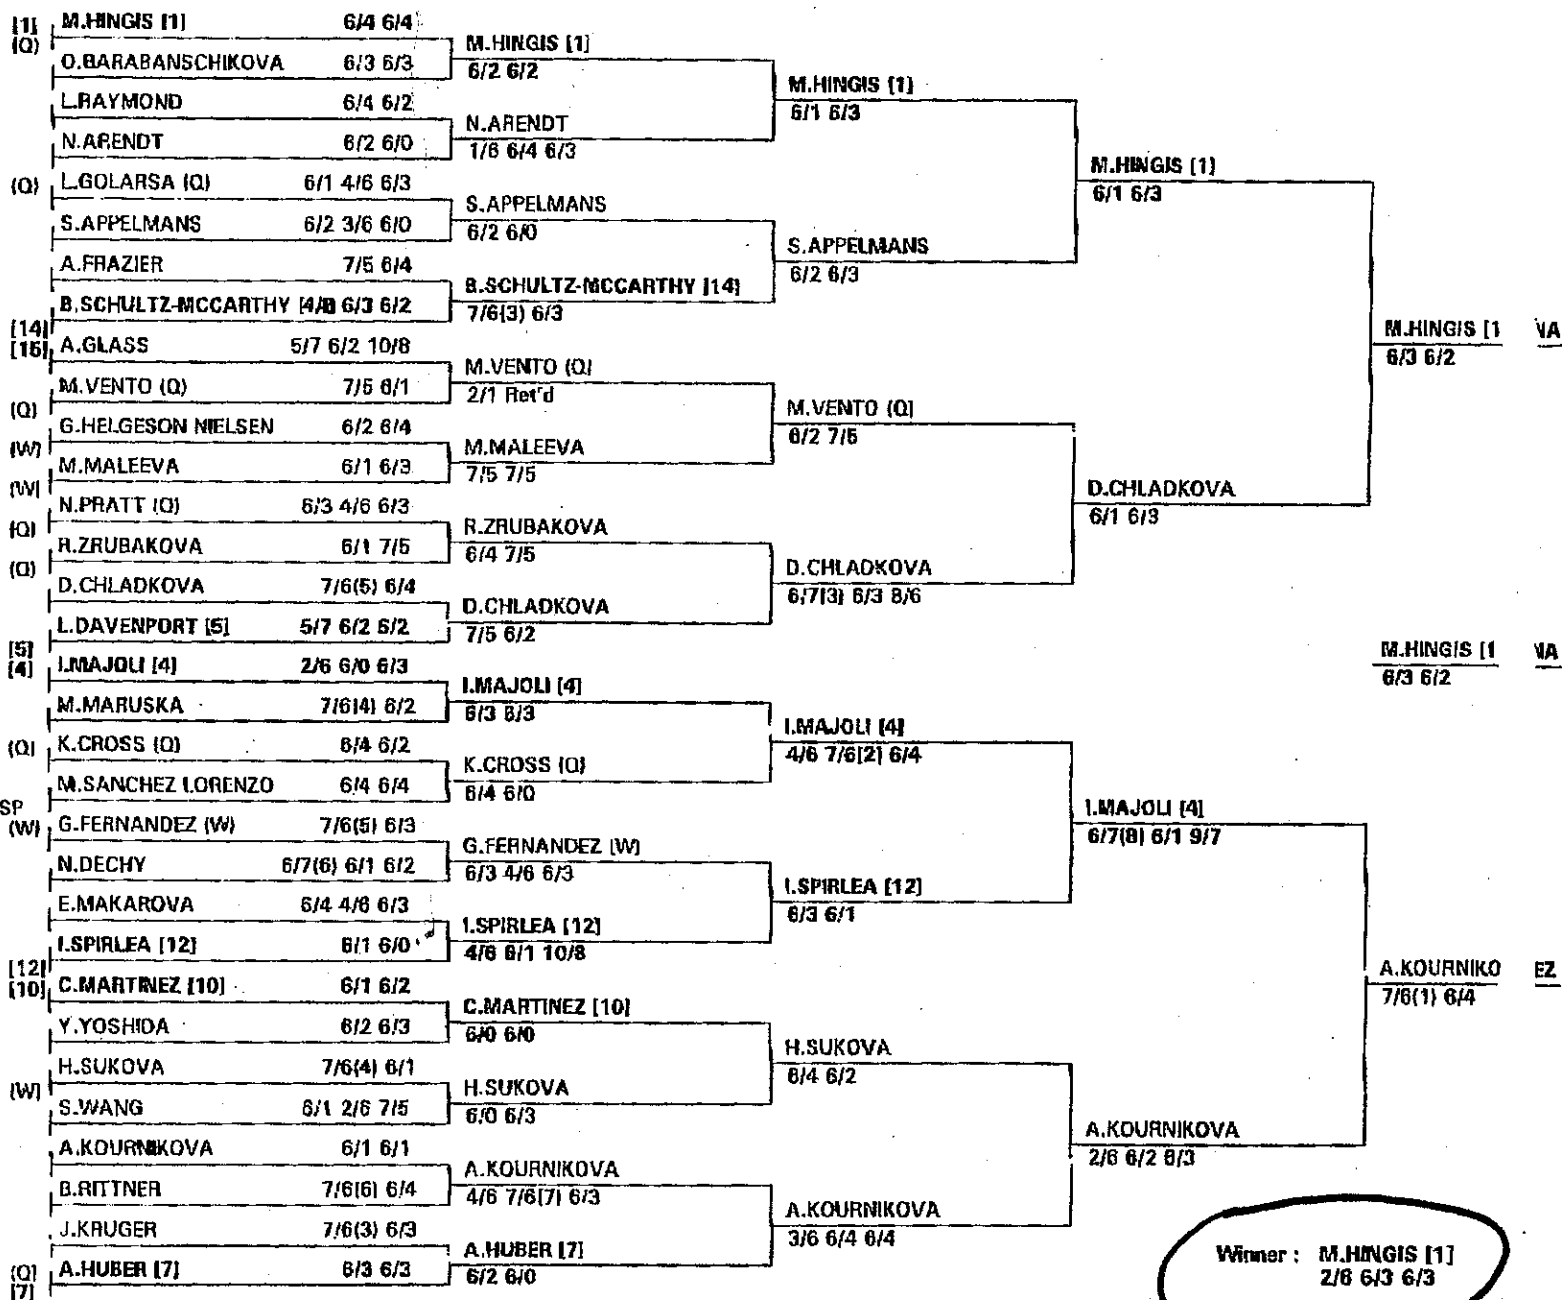 [1] M.HINGIS [1] 6/4 6/4
(Q)
O.BARABANSCHIKOVA 6/3 6/3
L.RAYMOND 6/4 6/2
N.ARENDT 6/2 6/0
(Q) L.GOLARSA (Q) 6/1 4/6 6/3
S.APPELMANS 6/2 3/6 6/0
A.FRAZIER 7/5 6/4
B.SCHULTZ-MCCARTHY 6/3 6/2
[14]
[15] A.GLASS 5/7 6/2 10/8
M.VENTO (Q) 7/5 6/1
(Q)
G.HELGESON NIELSEN 6/2 6/4
(W)
M.MALEEVA 6/1 6/3
(W)
N.PRATT (Q) 6/3 4/6 6/3
(Q)
R.ZRUBAKOVA 6/1 7/5
(Q)
D.CHLADKOVA 7/6(5) 6/4
L.DAVENPORT [5] 5/7 6/2 6/2
[5]
[4] I.MAJOLI [4] 2/6 6/0 6/3
M.MARUSKA 7/6(4) 6/2
(Q) K.CROSS (Q) 6/4 6/2
M.SANCHEZ LORENZO 6/4 6/4
SP
(W) G.FERNANDEZ (W) 7/6(5) 6/3
N.DECHY 6/7(6) 6/1 6/2
E.MAKAROVA 6/4 4/6 6/3
I.SPIRLEA [12] 6/1 6/0
[12]
[10] C.MARTINEZ [10] 6/1 6/2
Y.YOSHIDA 6/2 6/3
H.SUKOVA 7/6(4) 6/1
(W)
S.WANG 6/1 2/6 7/5
A.KOURNIKOVA 6/1 6/1
B.RITTNER 7/6(6) 6/4
J.KRUGER 7/6(3) 6/3
(Q) A.HUBER [7] 6/3 6/3
[7]
M.HINGIS [1]
6/2 6/2
N.ARENDT
1/6 6/4 6/3
S.APPELMANS
6/2 6/0
B.SCHULTZ-MCCARTHY [14]
7/6(3) 6/3
M.VENTO (Q)
2/1 Ret'd
M.MALEEVA
7/5 7/5
R.ZRUBAKOVA
6/4 7/5
D.CHLADKOVA
7/5 6/2
I.MAJOLI [4]
6/3 6/3
K.CROSS (Q)
6/4 6/0
G.FERNANDEZ (W)
6/3 4/6 6/3
I.SPIRLEA [12]
4/6 6/1 10/8
C.MARTINEZ [10]
6/0 6/0
H.SUKOVA
6/0 6/3
A.KOURNIKOVA
4/6 7/6(7) 6/3
A.HUBER [7]
6/2 6/0
M.HINGIS [1]
6/1 6/3
S.APPELMANS
6/2 6/3
M.VENTO (Q)
6/2 7/5
D.CHLADKOVA
6/7(3) 6/3 8/6
I.MAJOLI [4]
4/6 7/6(2) 6/4
I.SPIRLEA [12]
6/3 6/1
H.SUKOVA
6/4 6/2
A.KOURNIKOVA
3/6 6/4 6/4
M.HINGIS [1]
6/1 6/3
D.CHLADKOVA
6/1 6/3
I.MAJOLI [4]
6/7(8) 6/1 9/7
A.KOURNIKOVA
2/6 6/2 6/3
M.HINGIS [1 NA
6/3 6/2
M.HINGIS [1 NA
6/3 6/2
A.KOURNIKO EZ
7/6(1) 6/4
Winner : M.HINGIS [1]
2/6 6/3 6/3